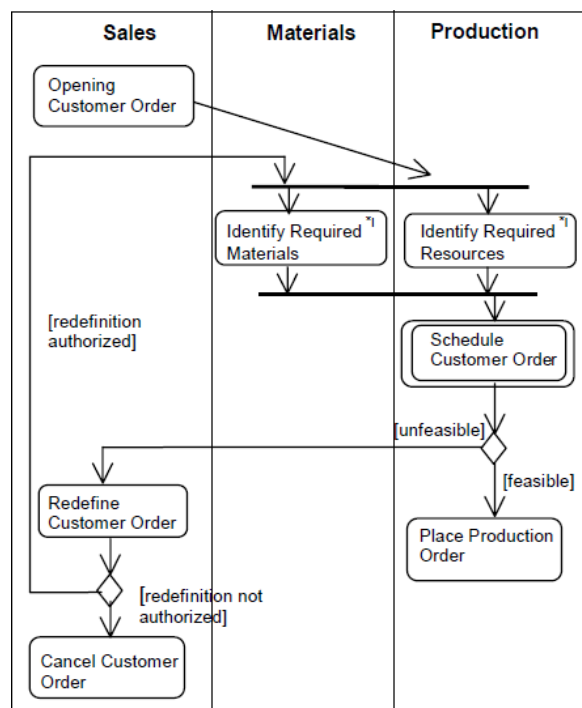 Sales
Materials
Production
Opening
Customer Order
Identify Required *I
Materials
Identify Required *I
Resources
[redefinition
authorized]
Schedule
Customer Order
[unfeasible]
[feasible]
Redefine
Customer Order
Place Production
Order
[redefinition not
authorized]
Cancel Customer
Order